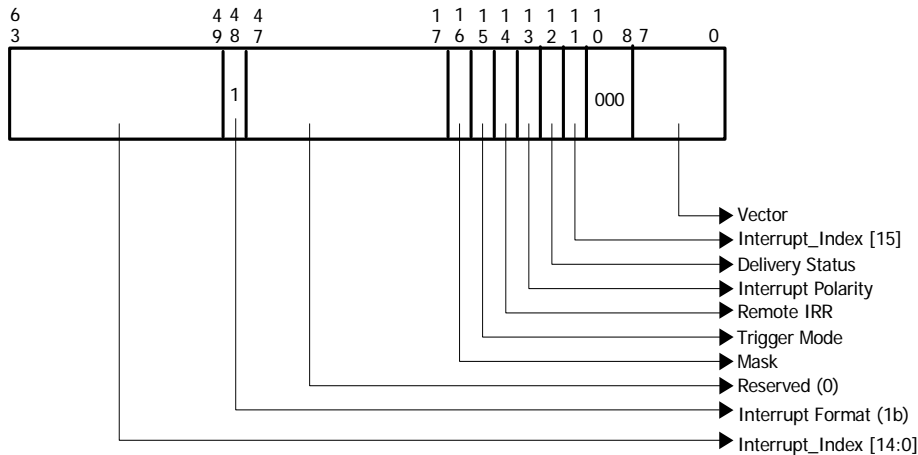 6 4 4 4 1 1 1 1 1 1 1 1
3 9 8 7 7 6 5 4 3 2 1 0 8 7 0
1
000
Vector
Interrupt_Index [15]
Delivery Status
Interrupt Polarity
Remote IRR
Trigger Mode
Mask
Reserved (0)
Interrupt Format (1b)
Interrupt_Index [14:0]